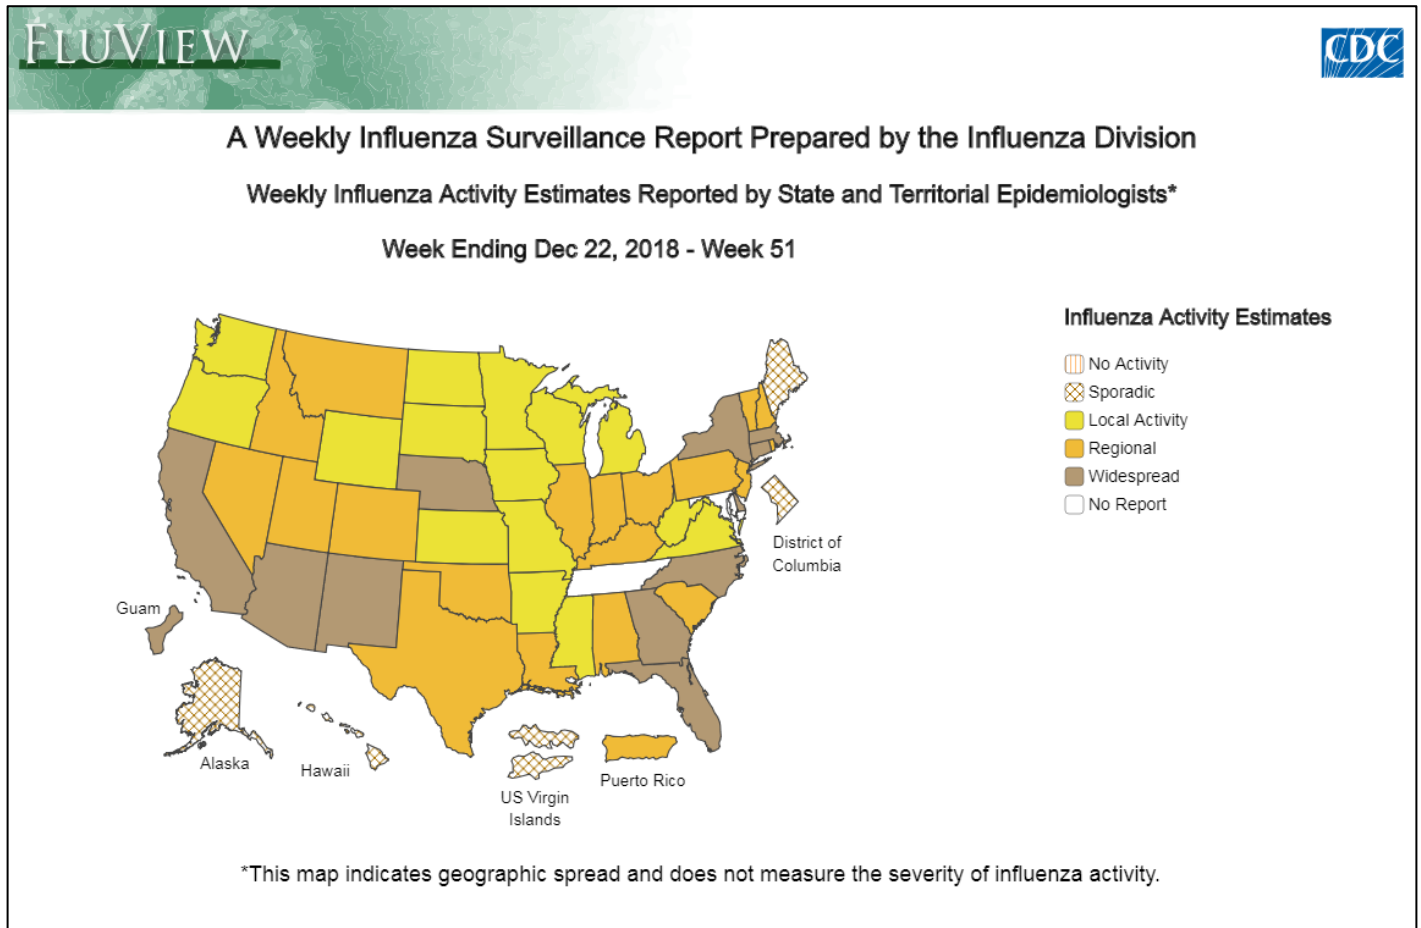 FLUVIEW
CDC
A Weekly Influenza Surveillance Report Prepared by the Influenza Division
Weekly Influenza Activity Estimates Reported by State and Territorial Epidemiologists*
Week Ending Dec 22, 2018 - Week 51
Influenza Activity Estimates
No Activity
Sporadic
Local Activity
Regional
Widespread
No Report
District of
Columbia
Guam
Alaska
Hawaii
US Virgin
Islands
Puerto Rico
*This map indicates geographic spread and does not measure the severity of influenza activity.